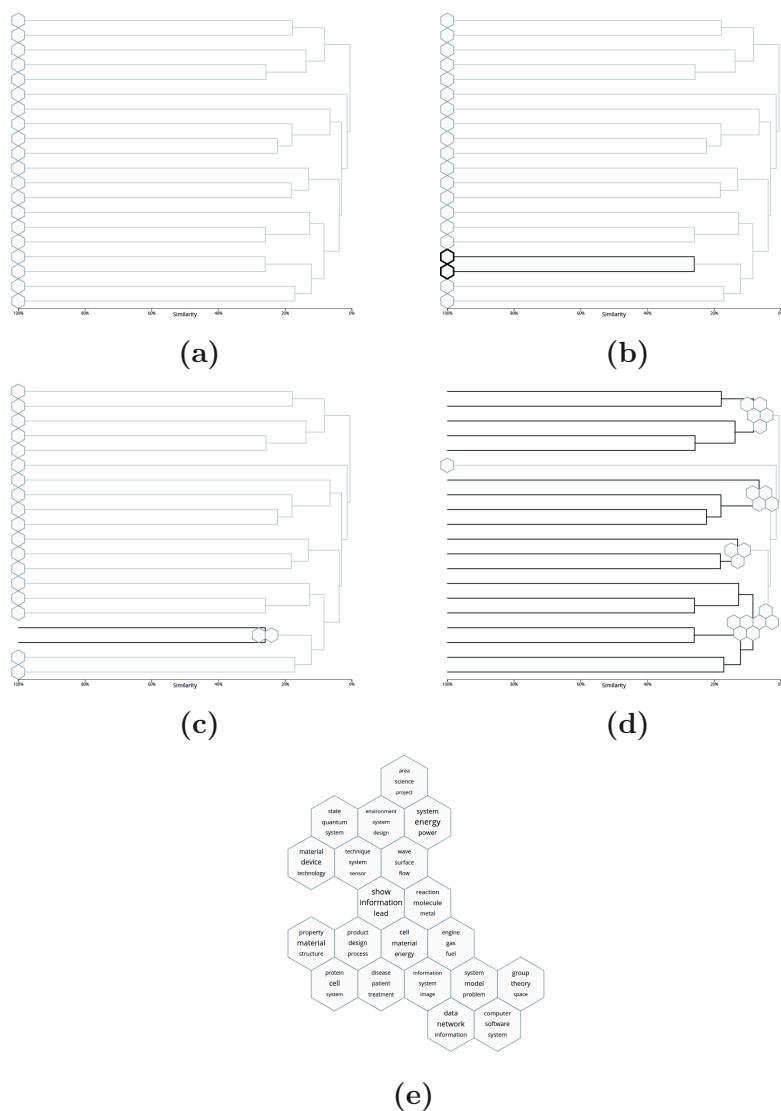 100% 80% 60% 40% 20% 0%
Similarity
(a)
100% 80% 60% 40% 20% 0%
Similarity
(b)
100% 80% 60% 40% 20% 0%
Similarity
(c)
100% 80% 60% 40% 20% 0%
Similarity
(d)
area
science
project
state
quantum
system
environment
system
design
system
energy
power
material
device
technology
technique
system
sensor
wave
surface
flow
show
information
lead
reaction
molecule
metal
property
material
structure
product
design
process
cell
material
energy
engine
gas
fuel
protein
cell
system
disease
patient
treatment
information
system
image
system
model
problem
group
theory
space
data
network
information
computer
software
system
(e)